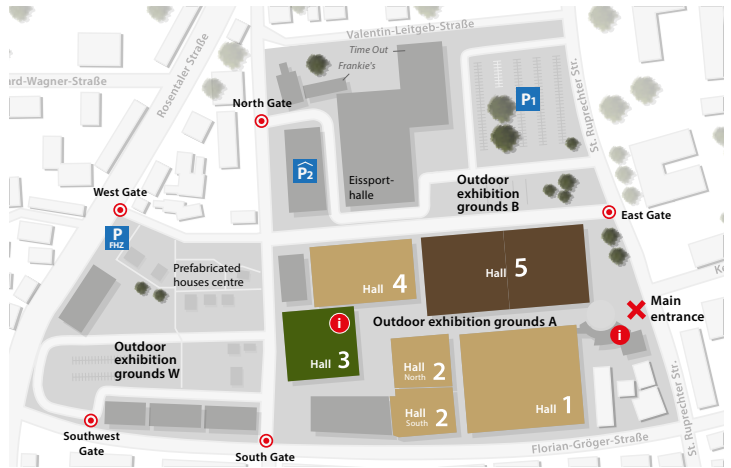 Valentin-Leitgeb-Straße
Time Out
Frankie's
ard-Wagner-Straße
Rosentaler Straße
St. Ruprechter Str.
North Gate
P1
P2
Eissport-
halle
Outdoor
exhibition
grounds B
West Gate
East Gate
P
FHZ
Prefabricated
houses centre
Hall 4
Hall 5
Main
entrance
i
Outdoor exhibition grounds A
i
Hall 3
Outdoor
exhibition
grounds W
Hall 2
North
Hall 2
South
Hall 1
St. Ruprechter Str.
Southwest
Gate
South Gate
Florian-Gröger-Straße